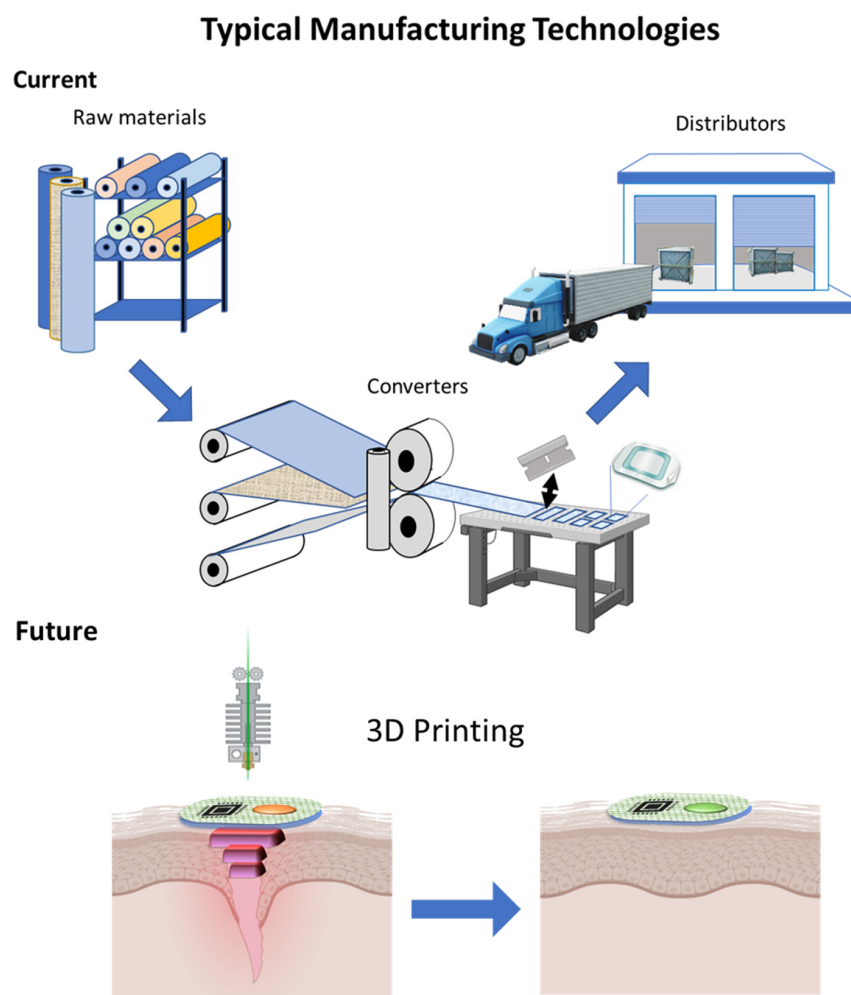 Typical Manufacturing Technologies
Current
Raw materials
Distributors
Converters
Future
3D Printing